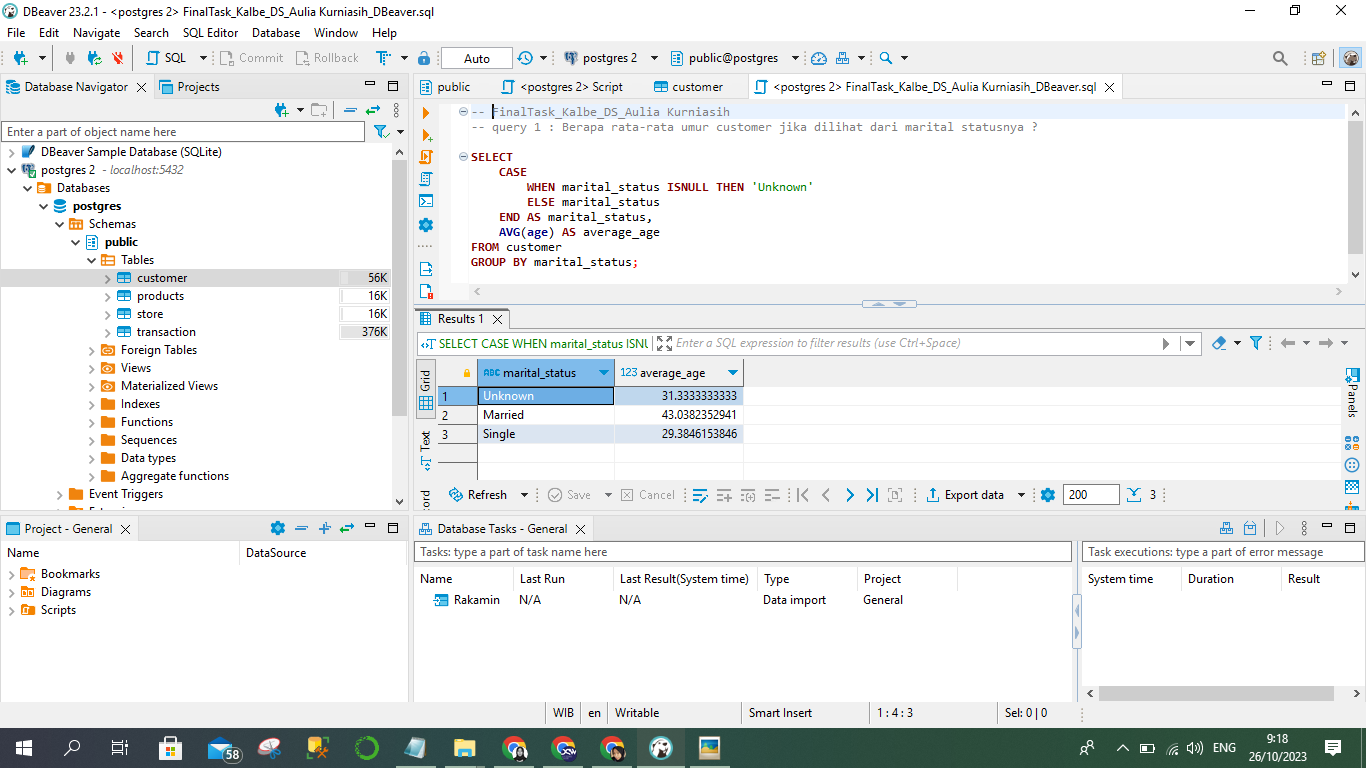 DBeaver 23.2.1 - <postgres 2> FinalTask_Kalbe_DS_Aulia Kurniasih_DBeaver.sql
File Edit Navigate Search SQL Editor Database Window Help
SQL Commit Rollback Auto postgres 2 public@postgres
Database Navigator Projects
public <postgres 2> Script customer <postgres 2> FinalTask_Kalbe_DS_Aulia Kurniasih_DBeaver.sql
Enter a part of object name here
DBeaver Sample Database (SQLite)
postgres 2 - localhost:5432
Databases
postgres
Schemas
public
Tables
customer 56K
products 16K
store 16K
transaction 376K
Foreign Tables
Views
Materialized Views
Indexes
Functions
Sequences
Data types
Aggregate functions
Event Triggers
-- FinalTask_Kalbe_DS_Aulia Kurniasih
-- query 1 : Berapa rata-rata umur customer jika dilihat dari marital statusnya ?
SELECT
CASE
WHEN marital_status ISNULL THEN 'Unknown'
ELSE marital_status
END AS marital_status,
AVG(age) AS average_age
FROM customer
GROUP BY marital_status;
Results 1
SELECT CASE WHEN marital_status ISNU Enter a SQL expression to filter results (use Ctrl+Space)
Grid
Text
Panels
ABC marital_status 123 average_age
1 Unknown 31.3333333333
2 Married 43.0382352941
3 Single 29.3846153846
Refresh Save Cancel Export data 200 3
Project - General
Name DataSource
Bookmarks
Diagrams
Scripts
Database Tasks - General
Tasks: type a part of task name here
Name Last Run Last Result(System time) Type Project
Rakamin N/A N/A Data import General
Task executions: type a part of error message
System time Duration Result
WIB en Writable Smart Insert 1 : 4 : 3 Sel: 0 | 0
58
ENG
9:18
26/10/2023